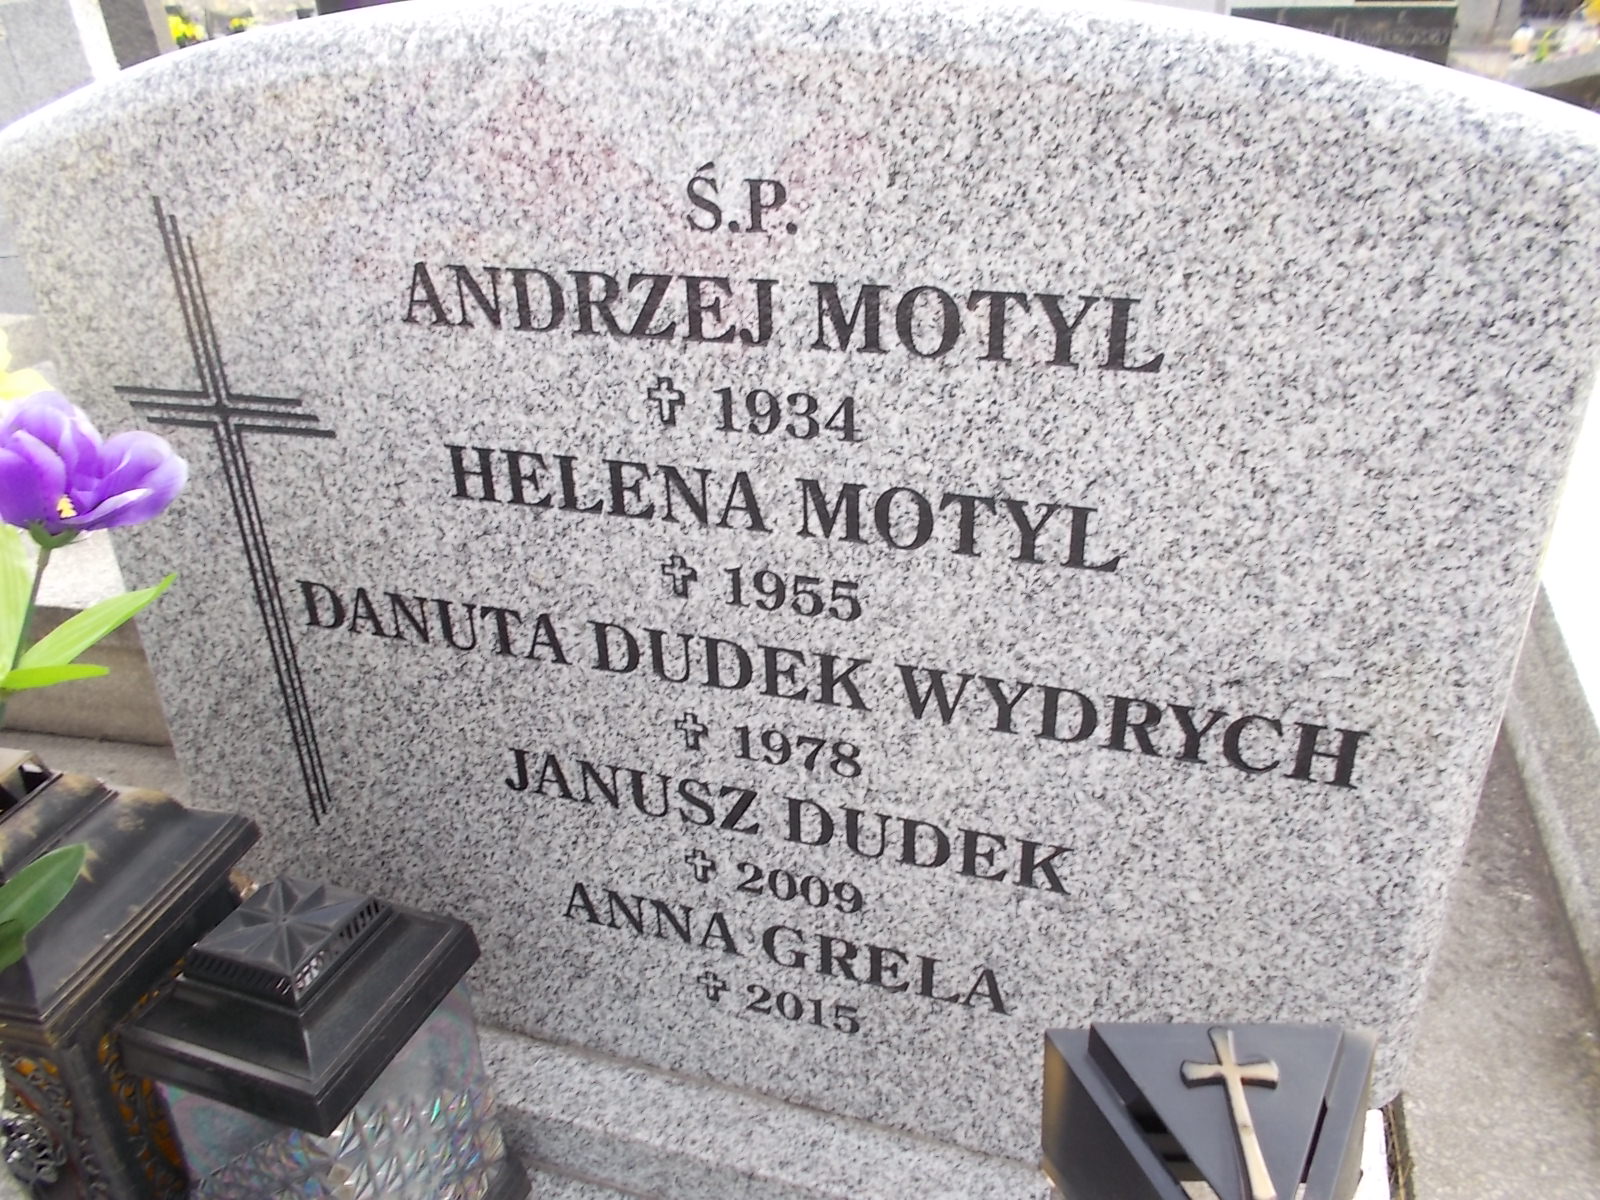 Ś.P.
ANDRZEJ MOTYL
✝ 1934
HELENA MOTYL
✝ 1955
DANUTA DUDEK WYDRYCH
✝ 1978
JANUSZ DUDEK
✝ 2009
ANNA GRELA
✝ 2015